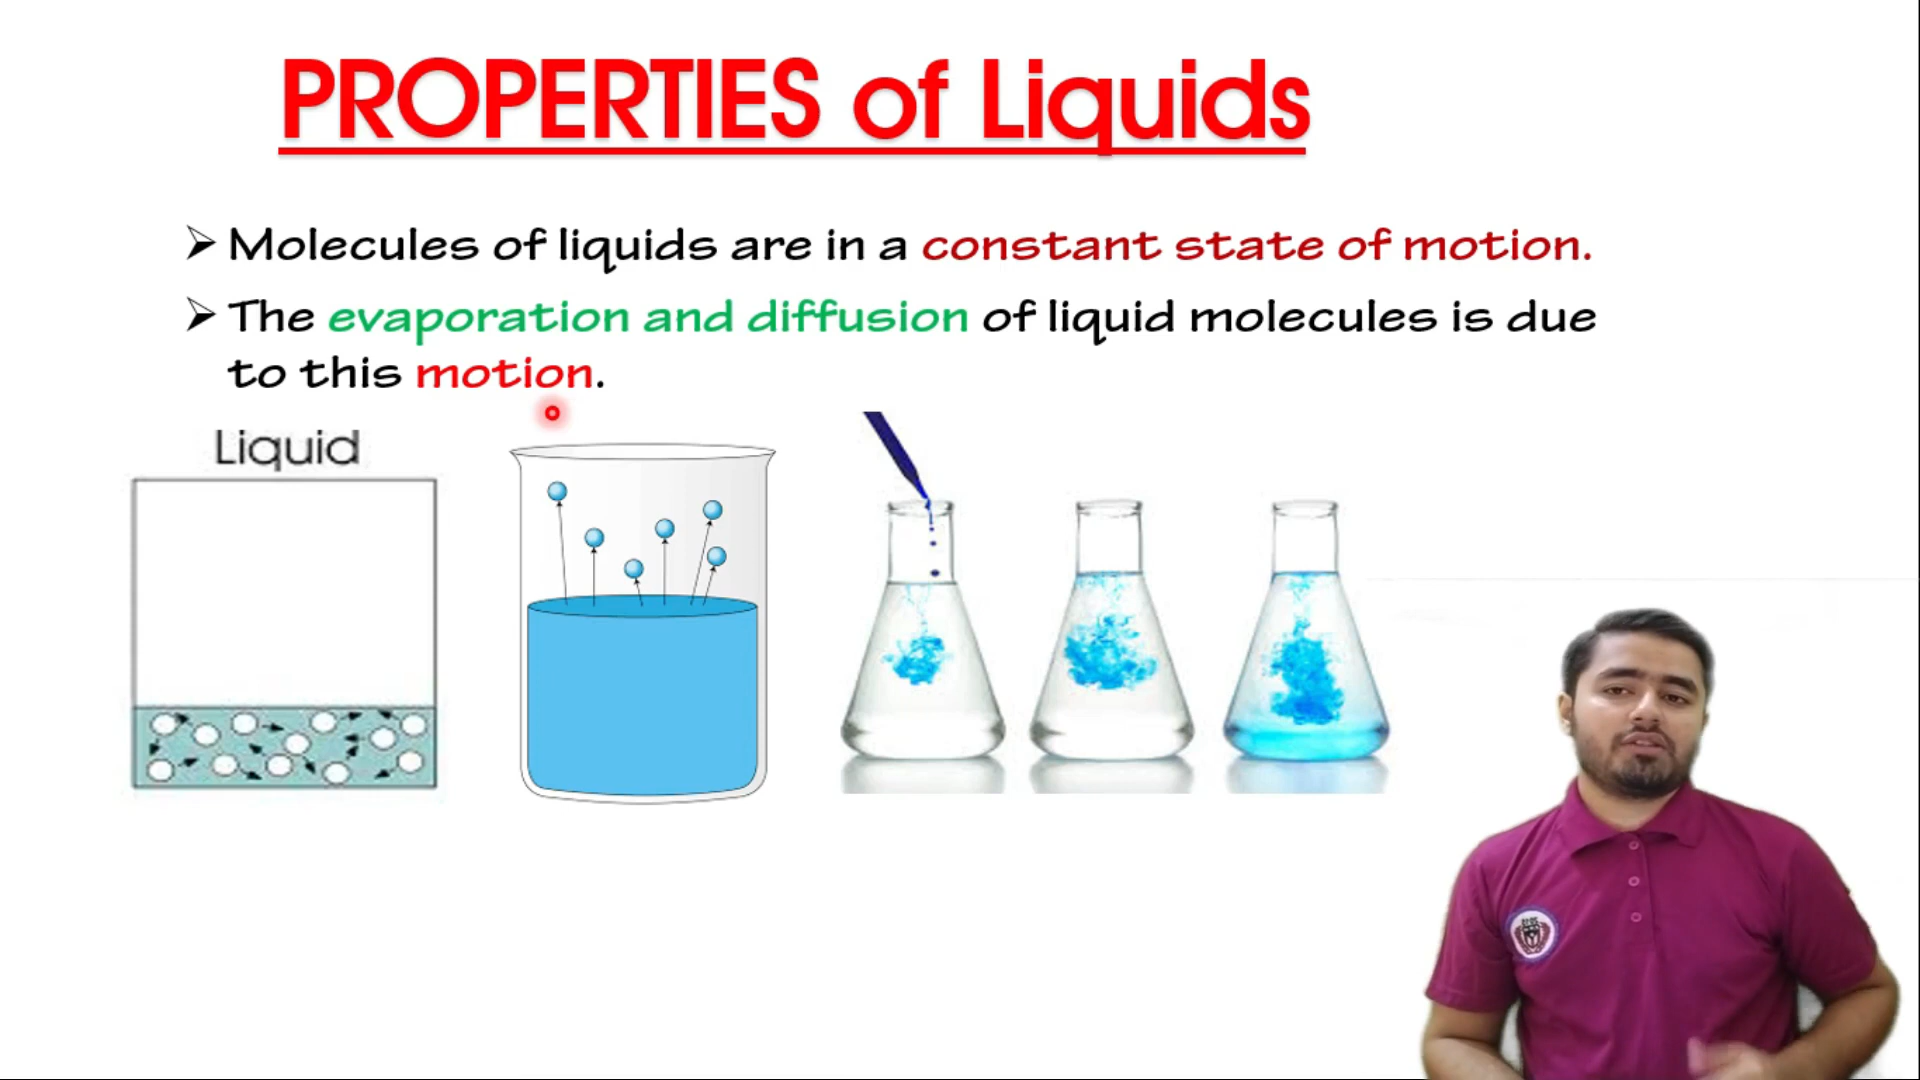 PROPERTIES of Liquids
➢ Molecules of liquids are in a constant state of motion.
➢ The evaporation and diffusion of liquid molecules is due
to this motion.
Liquid